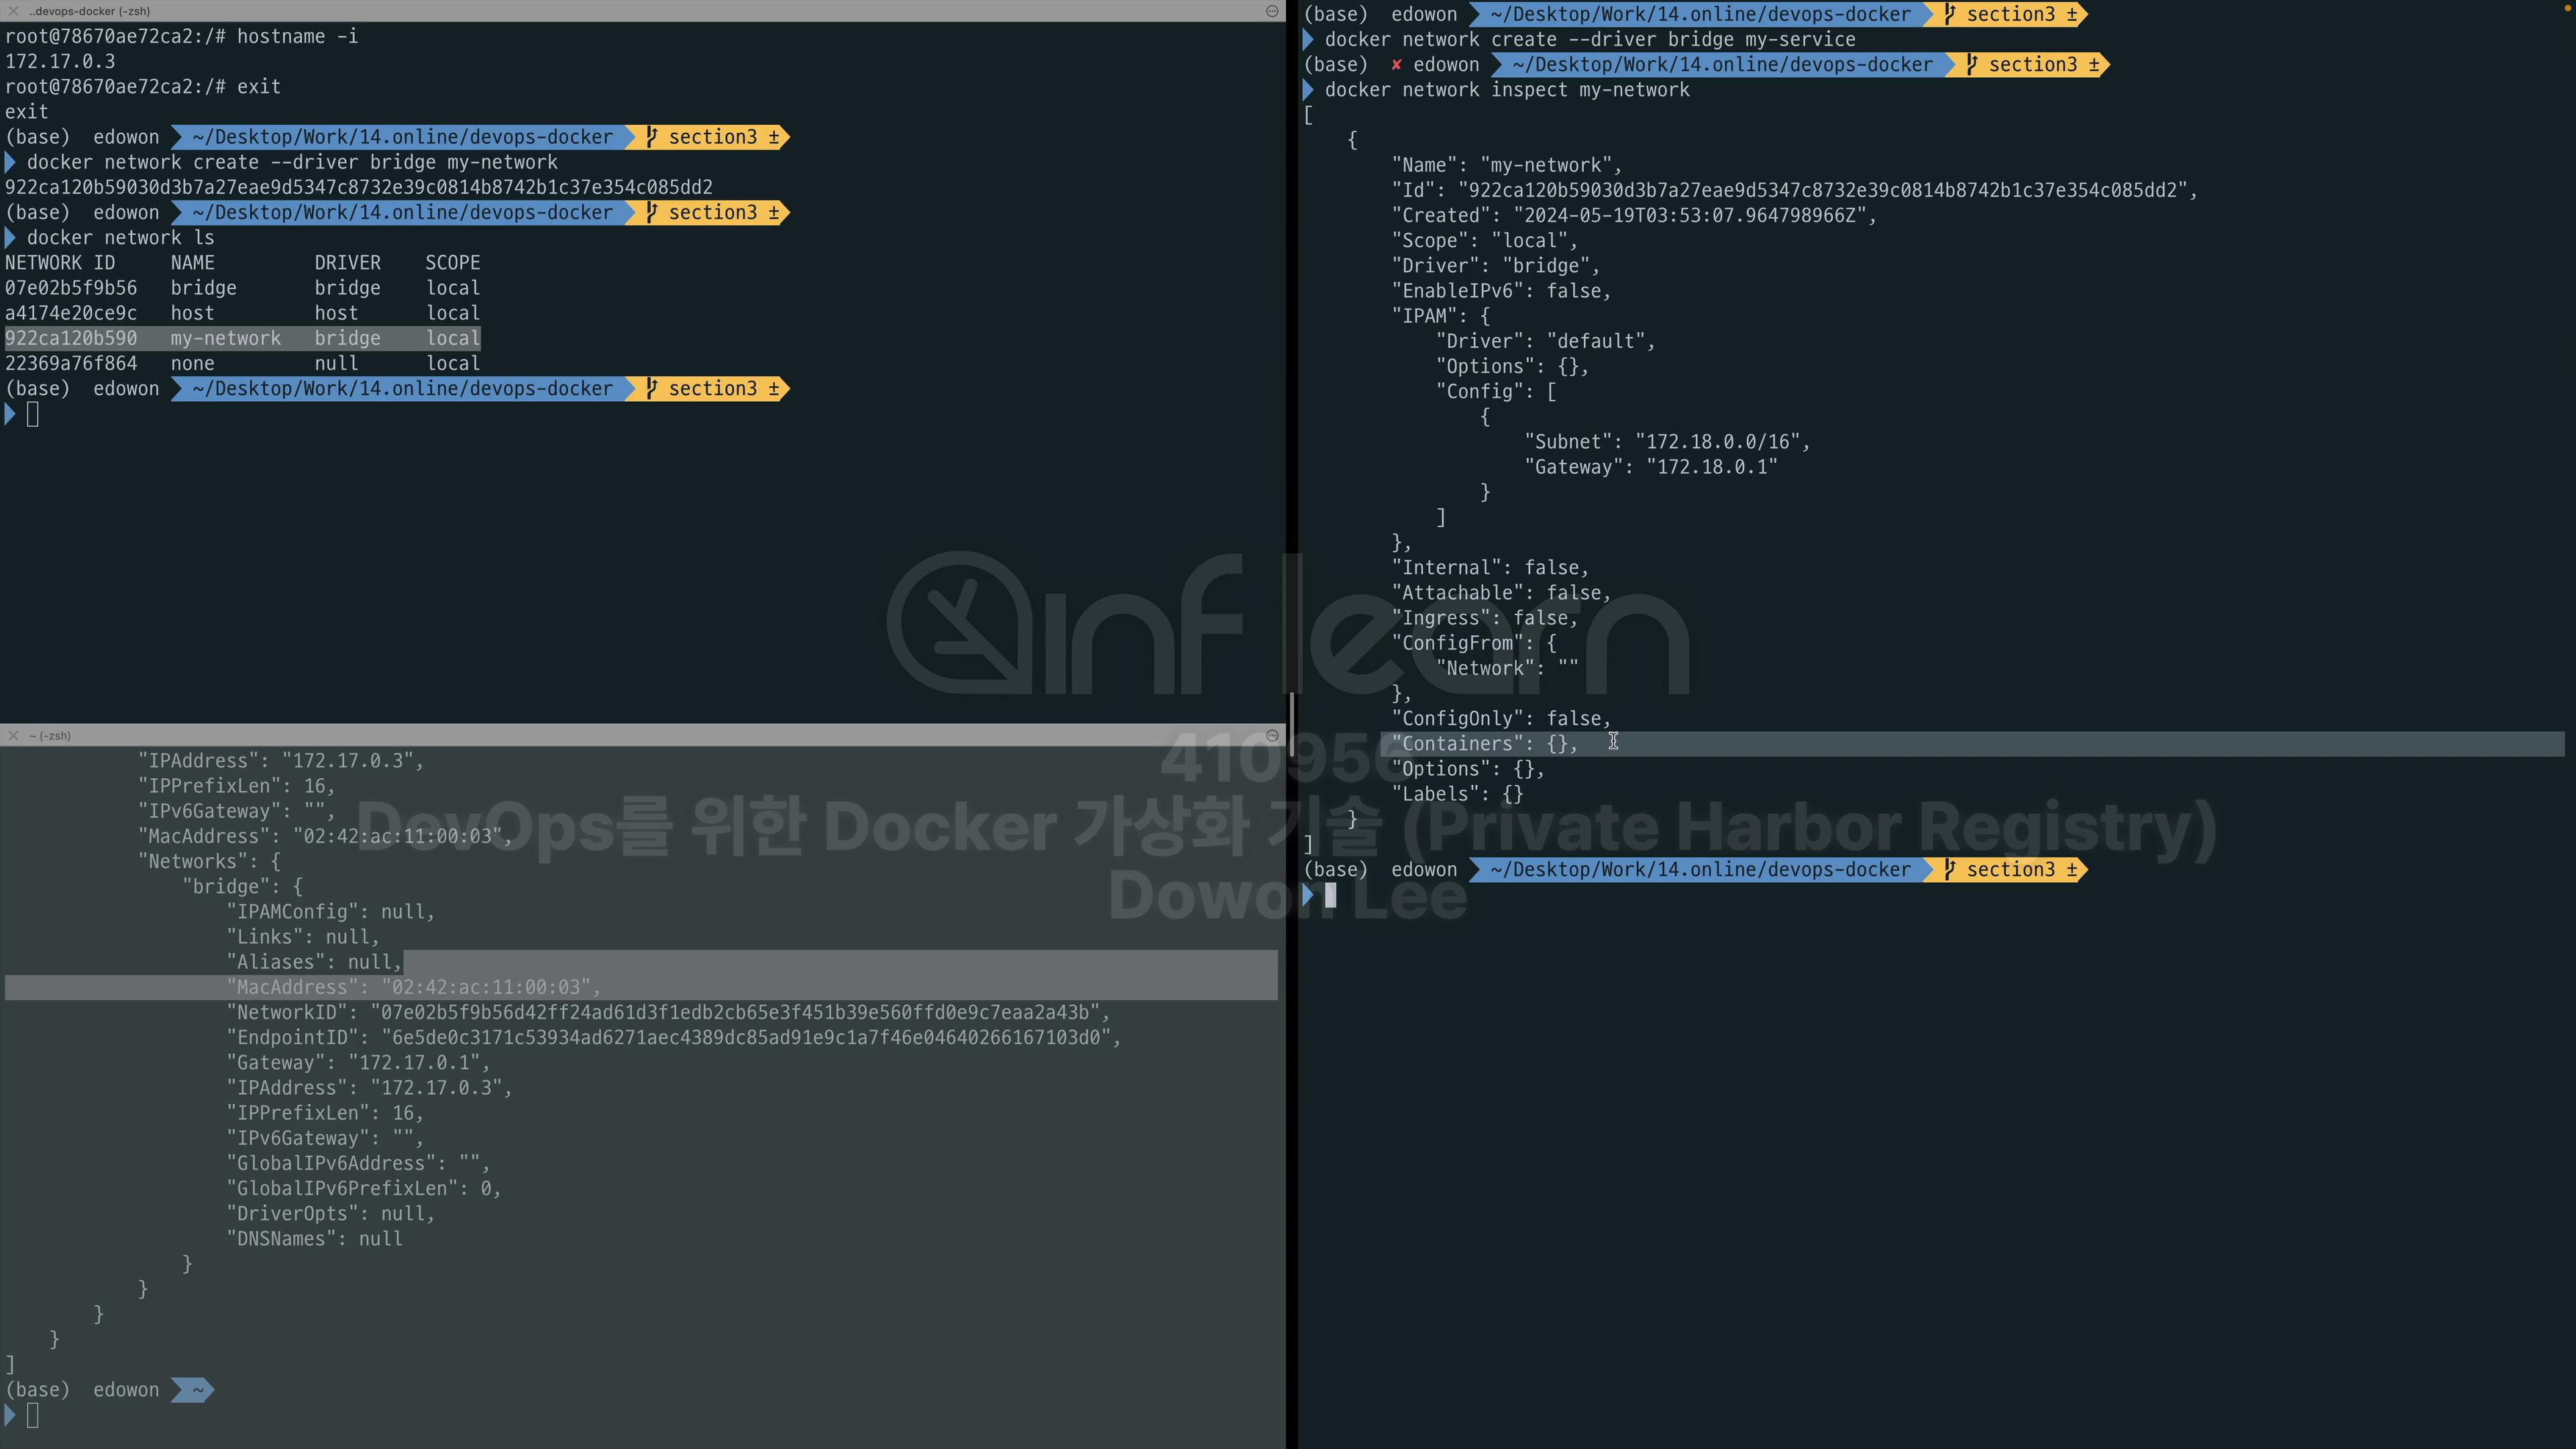 ..devops-docker (-zsh)
root@78670ae72ca2:/# hostname -i
172.17.0.3
root@78670ae72ca2:/# exit
exit
(base) edowon ~/Desktop/Work/14.online/devops-docker section3 ±
docker network create --driver bridge my-network
922ca120b59030d3b7a27eae9d5347c8732e39c0814b8742b1c37e354c085dd2
(base) edowon ~/Desktop/Work/14.online/devops-docker section3 ±
docker network ls
NETWORK ID NAME DRIVER SCOPE
07e02b5f9b56 bridge bridge local
a4174e20ce9c host host local
922ca120b590 my-network bridge local
22369a76f864 none null local
(base) edowon ~/Desktop/Work/14.online/devops-docker section3 ±
~ (-zsh)
"IPAddress": "172.17.0.3",
"IPPrefixLen": 16,
"IPv6Gateway": "",
"MacAddress": "02:42:ac:11:00:03",
"Networks": {
"bridge": {
"IPAMConfig": null,
"Links": null,
"Aliases": null,
"MacAddress": "02:42:ac:11:00:03",
"NetworkID": "07e02b5f9b56d42ff24ad61d3f1edb2cb65e3f451b39e560ffd0e9c7eaa2a43b",
"EndpointID": "6e5de0c3171c53934ad6271aec4389dc85ad91e9c1a7f46e04640266167103d0",
"Gateway": "172.17.0.1",
"IPAddress": "172.17.0.3",
"IPPrefixLen": 16,
"IPv6Gateway": "",
"GlobalIPv6Address": "",
"GlobalIPv6PrefixLen": 0,
"DriverOpts": null,
"DNSNames": null
}
}
}
}
]
(base) edowon ~
(base) edowon ~/Desktop/Work/14.online/devops-docker section3 ±
docker network create --driver bridge my-service
(base) ✘ edowon ~/Desktop/Work/14.online/devops-docker section3 ±
docker network inspect my-network
[
{
"Name": "my-network",
"Id": "922ca120b59030d3b7a27eae9d5347c8732e39c0814b8742b1c37e354c085dd2",
"Created": "2024-05-19T03:53:07.964798966Z",
"Scope": "local",
"Driver": "bridge",
"EnableIPv6": false,
"IPAM": {
"Driver": "default",
"Options": {},
"Config": [
{
"Subnet": "172.18.0.0/16",
"Gateway": "172.18.0.1"
}
]
},
"Internal": false,
"Attachable": false,
"Ingress": false,
"ConfigFrom": {
"Network": ""
},
"ConfigOnly": false,
"Containers": {},
"Options": {},
"Labels": {}
}
]
(base) edowon ~/Desktop/Work/14.online/devops-docker section3 ±
inflearn
410956
DevOps를 위한 Docker 가상화 기술 (Private Harbor Registry)
Dowon Lee